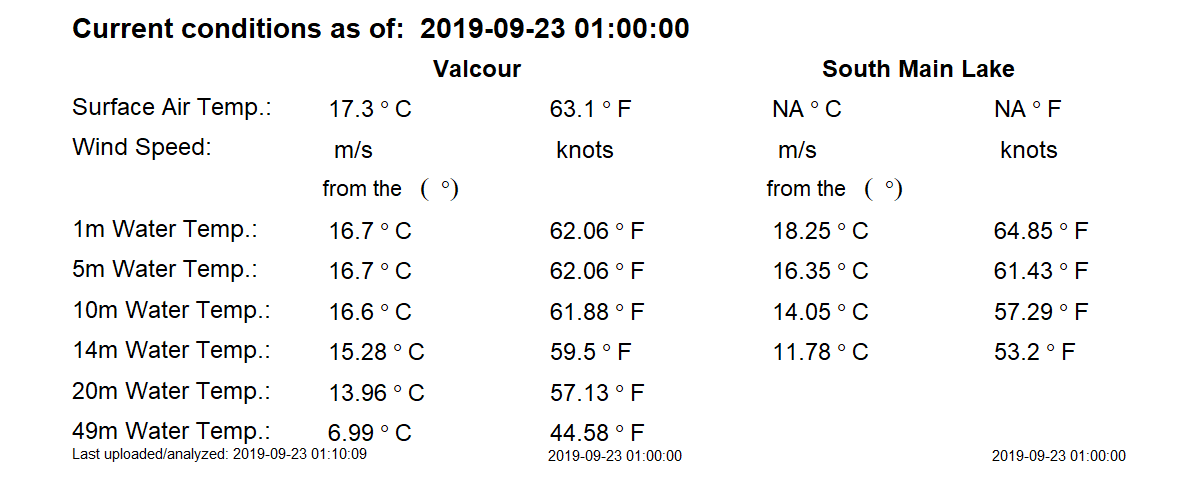 Current conditions as of: 2019-09-23 01:00:00
Valcour South Main Lake
Surface Air Temp.: 17.3 ° C 63.1 ° F NA ° C NA ° F
Wind Speed: m/s knots m/s knots
from the ( °) from the ( °)
1m Water Temp.: 16.7 ° C 62.06 ° F 18.25 ° C 64.85 ° F
5m Water Temp.: 16.7 ° C 62.06 ° F 16.35 ° C 61.43 ° F
10m Water Temp.: 16.6 ° C 61.88 ° F 14.05 ° C 57.29 ° F
14m Water Temp.: 15.28 ° C 59.5 ° F 11.78 ° C 53.2 ° F
20m Water Temp.: 13.96 ° C 57.13 ° F
49m Water Temp.: 6.99 ° C 44.58 ° F
Last uploaded/analyzed: 2019-09-23 01:10:09 2019-09-23 01:00:00 2019-09-23 01:00:00